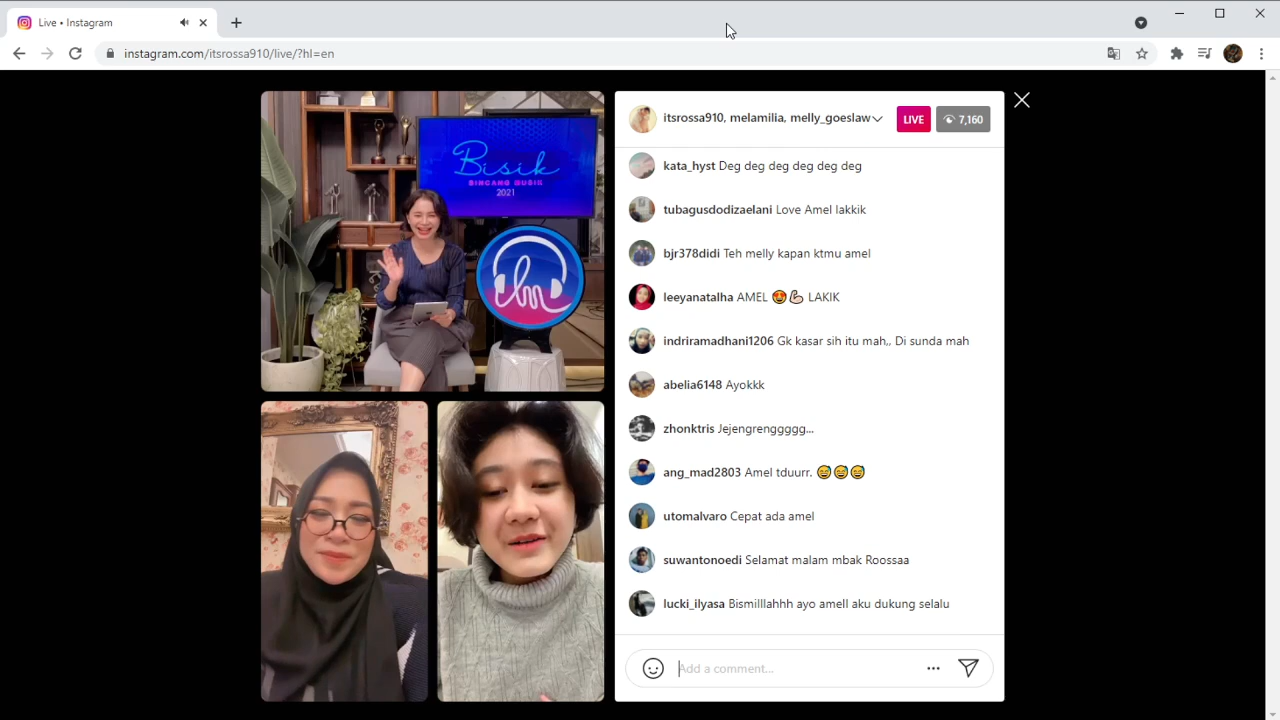 Live • Instagram
instagram.com/itsrossa910/live/?hl=en
Bisik
BINCANG MUSIK
2021
lm
itsrossa910, melamilia, melly_goeslaw
LIVE
7,160
kata_hyst Deg deg deg deg deg deg
tubagusdodizaelani Love Amel lakkik
bjr378didi Teh melly kapan ktmu amel
leeyanatalha AMEL 😍💪 LAKIK
indriramadhani1206 Gk kasar sih itu mah,, Di sunda mah
abelia6148 Ayokkk
zhonktris Jejengrenggggg...
ang_mad2803 Amel tduurr. 😅😅😅
utomalvaro Cepat ada amel
suwantonoedi Selamat malam mbak Roossaa
lucki_ilyasa Bismilllahhh ayo amell aku dukung selalu
Add a comment...